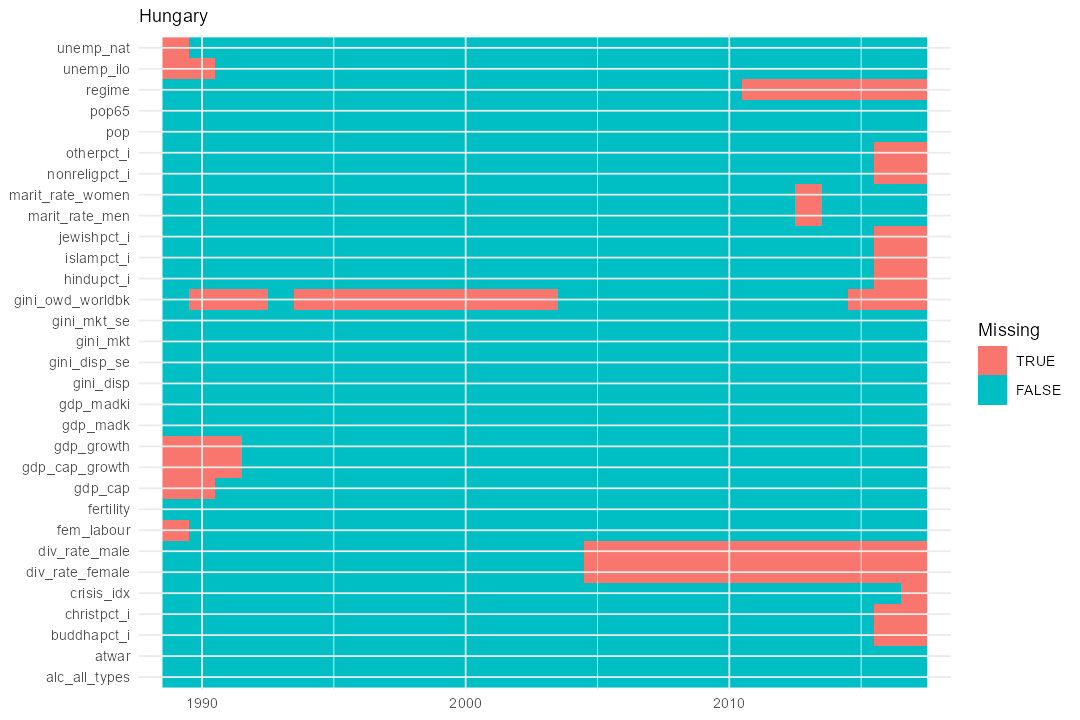 Hungary
unemp_nat
unemp_ilo
regime
pop65
pop
otherpct_i
nonreligpct_i
marit_rate_women
marit_rate_men
jewishpct_i
islampct_i
hindupct_i
gini_owd_worldbk
gini_mkt_se
gini_mkt
gini_disp_se
gini_disp
gdp_madki
gdp_madk
gdp_growth
gdp_cap_growth
gdp_cap
fertility
fem_labour
div_rate_male
div_rate_female
crisis_idx
christpct_i
buddhapct_i
atwar
alc_all_types
1990 2000 2010
Missing
TRUE
FALSE